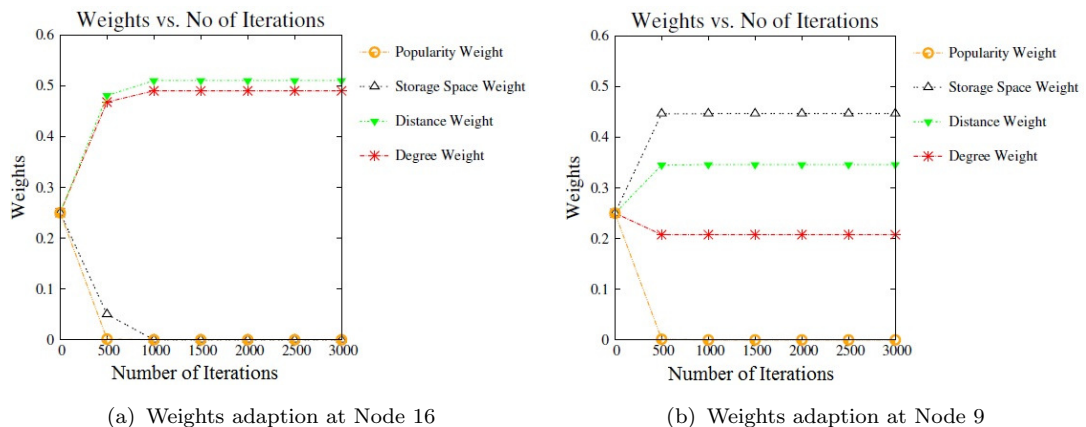 Weights vs. No of Iterations
0.6
0.5
0.4
0.3
0.2
0.1
0
Weights
0 500 1000 1500 2000 2500 3000
Number of Iterations
Popularity Weight
Storage Space Weight
Distance Weight
Degree Weight
(a) Weights adaption at Node 16
Weights vs. No of Iterations
0.6
0.5
0.4
0.3
0.2
0.1
0
Weights
0 500 1000 1500 2000 2500 3000
Number of Iterations
Popularity Weight
Storage Space Weight
Distance Weight
Degree Weight
(b) Weights adaption at Node 9